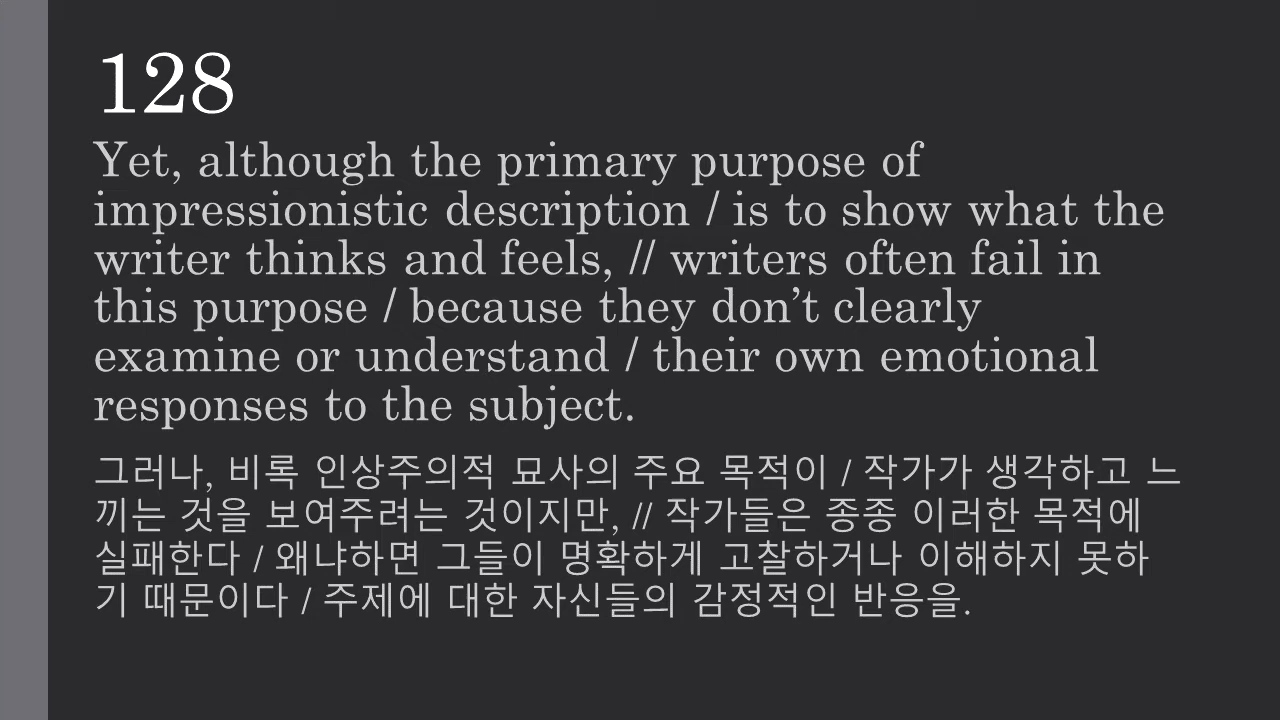 128
Yet, although the primary purpose of
impressionistic description / is to show what the
writer thinks and feels, // writers often fail in
this purpose / because they don’t clearly
examine or understand / their own emotional
responses to the subject.
그러나, 비록 인상주의적 묘사의 주요 목적이 / 작가가 생각하고 느
끼는 것을 보여주려는 것이지만, // 작가들은 종종 이러한 목적에
실패한다 / 왜냐하면 그들이 명확하게 고찰하거나 이해하지 못하
기 때문이다 / 주제에 대한 자신들의 감정적인 반응을.